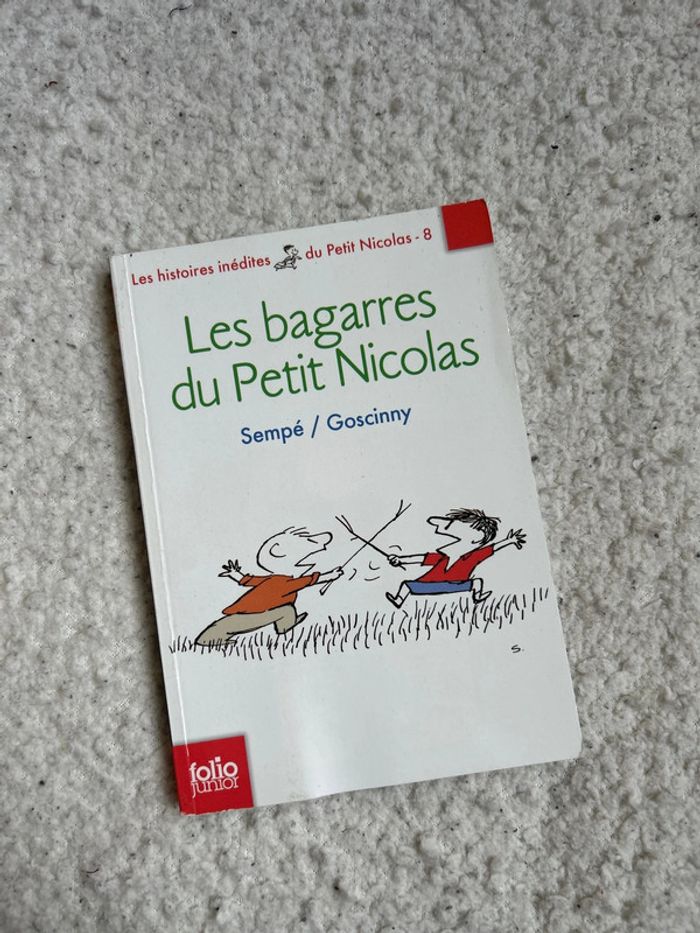 Les histoires inédites du Petit Nicolas - 8
Les bagarres
du Petit Nicolas
Sempé / Goscinny
S.
folio
junior